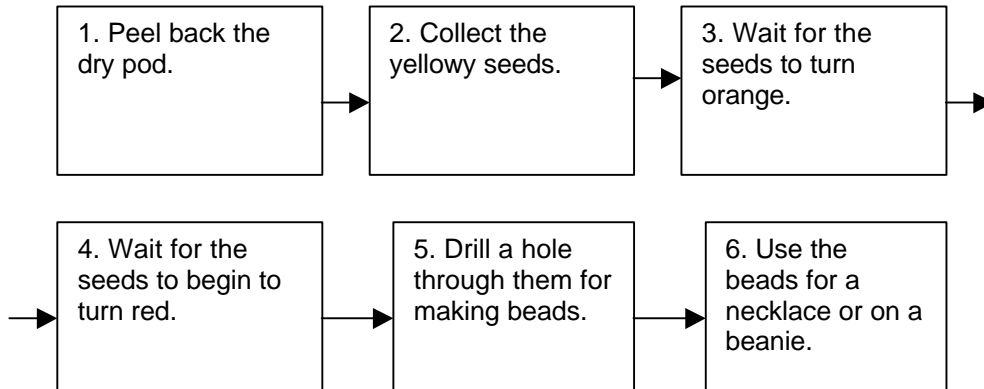 1. Peel back the
dry pod.
2. Collect the
yellowy seeds.
3. Wait for the
seeds to turn
orange.
4. Wait for the
seeds to begin to
turn red.
5. Drill a hole
through them for
making beads.
6. Use the
beads for a
necklace or on a
beanie.